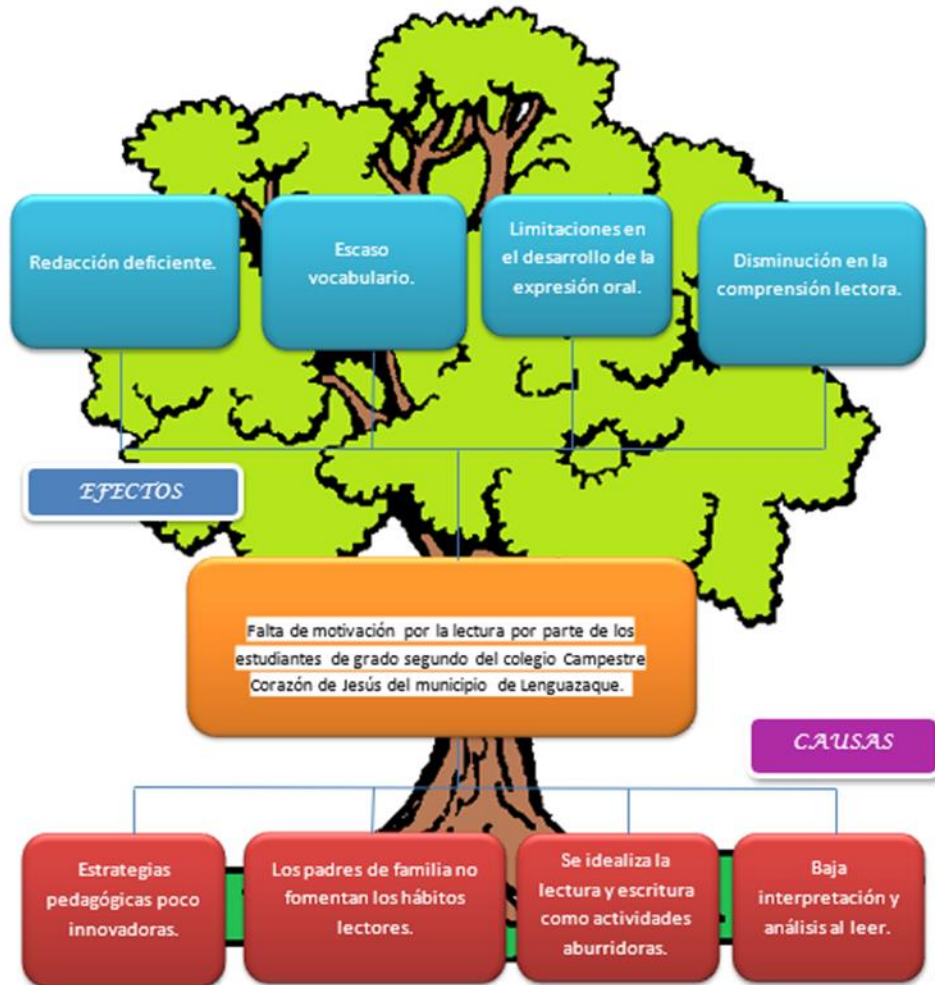 Redacción deficiente.
Escaso
vocabulario.
Limitaciones en
el desarrollo de la
expresión oral.
Disminución en la
comprensión lectora.
EFECTOS
Falta de motivación por la lectura por parte de los
estudiantes de grado segundo del colegio Campestre
Corazón de Jesús del municipio de Lenguazaque.
CAUSAS
Estrategias
pedagógicas poco
innovadoras.
Los padres de familia no
fomentan los hábitos
lectores.
Se idealiza la
lectura y escritura
como actividades
aburridoras.
Baja
interpretación y
análisis al leer.